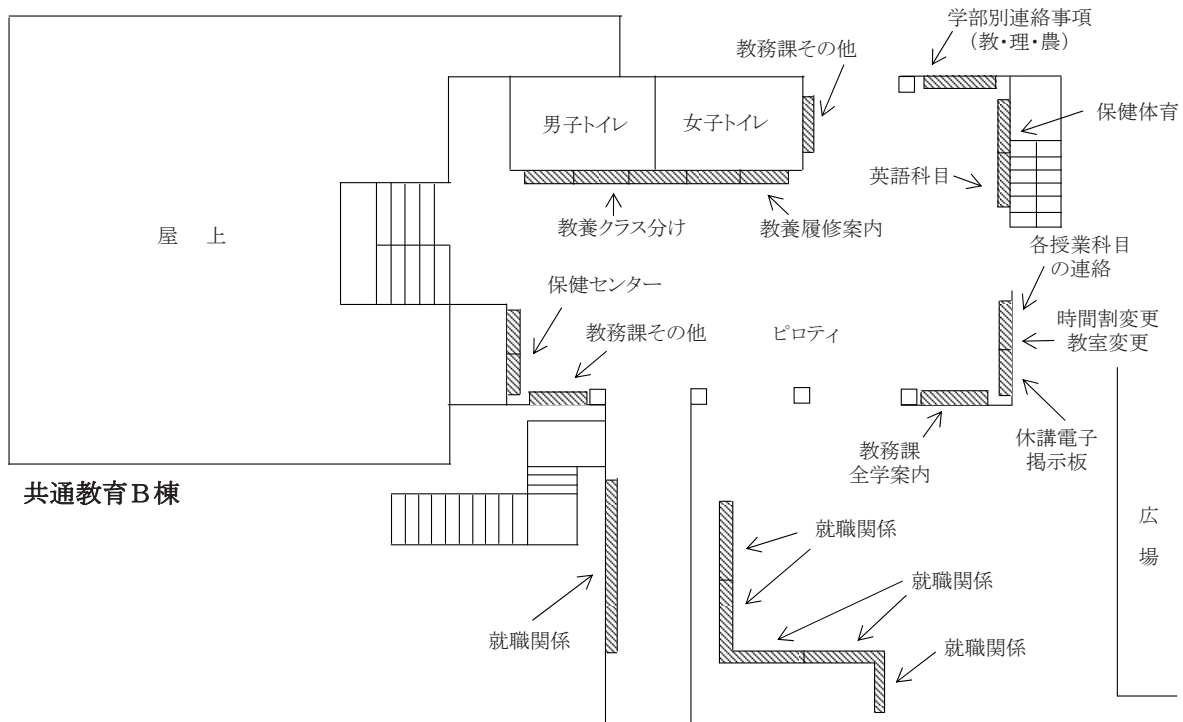 学部別連絡事項
（教・理・農）
教務課その他
保健体育
男子トイレ
女子トイレ
英語科目
教養クラス分け
教養履修案内
屋　上
各授業科目
の連絡
保健センター
時間割変更
教室変更
教務課その他
ピロティ
休講電子
掲示板
教務課
全学案内
共通教育Ｂ棟
広
場
就職関係
就職関係
就職関係
就職関係